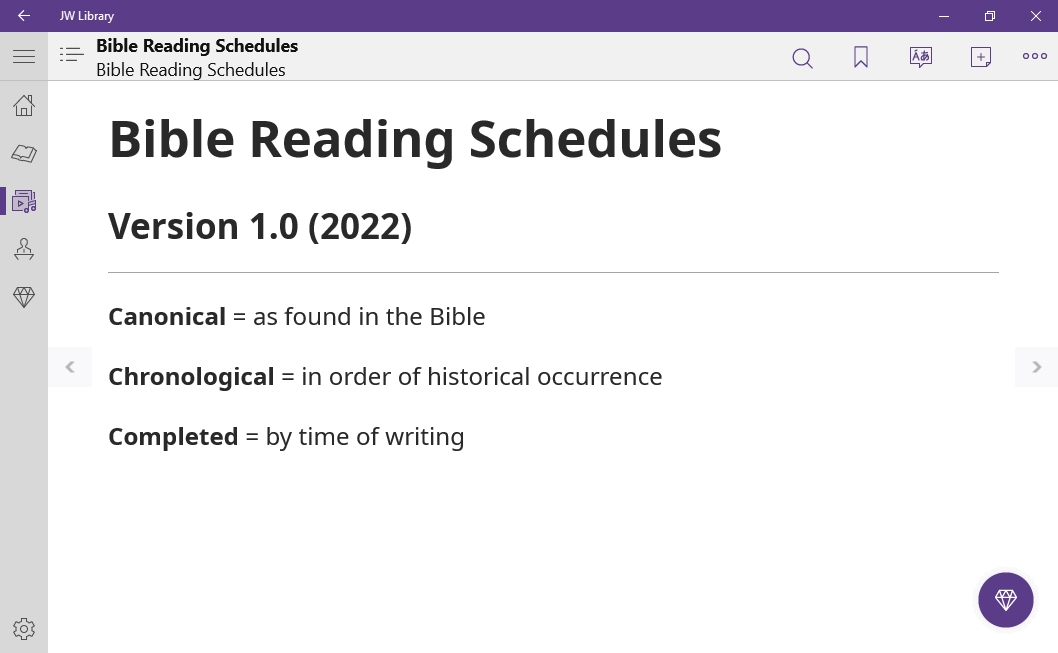 JW Library
Bible Reading Schedules
Bible Reading Schedules
Bible Reading Schedules
Version 1.0 (2022)
Canonical = as found in the Bible
Chronological = in order of historical occurrence
Completed = by time of writing